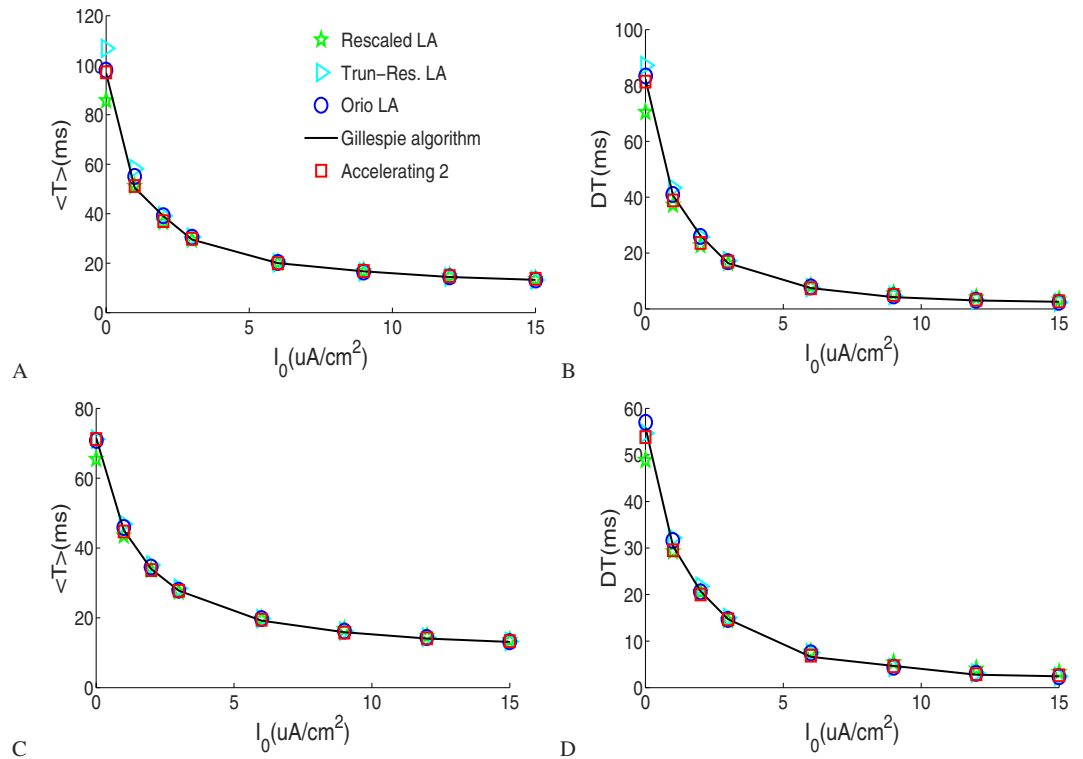 120
100
80
60
40
20
0
0
5
10
15
<T>(ms)
I0(uA/cm2)
Rescaled LA
Trun-Res. LA
Orio LA
Gillespie algorithm
Accelerating 2
A
100
80
60
40
20
0
0
5
10
15
DT(ms)
I0(uA/cm2)
B
80
60
40
20
0
0
5
10
15
<T>(ms)
I0(uA/cm2)
C
60
50
40
30
20
10
0
0
5
10
15
DT(ms)
I0(uA/cm2)
D